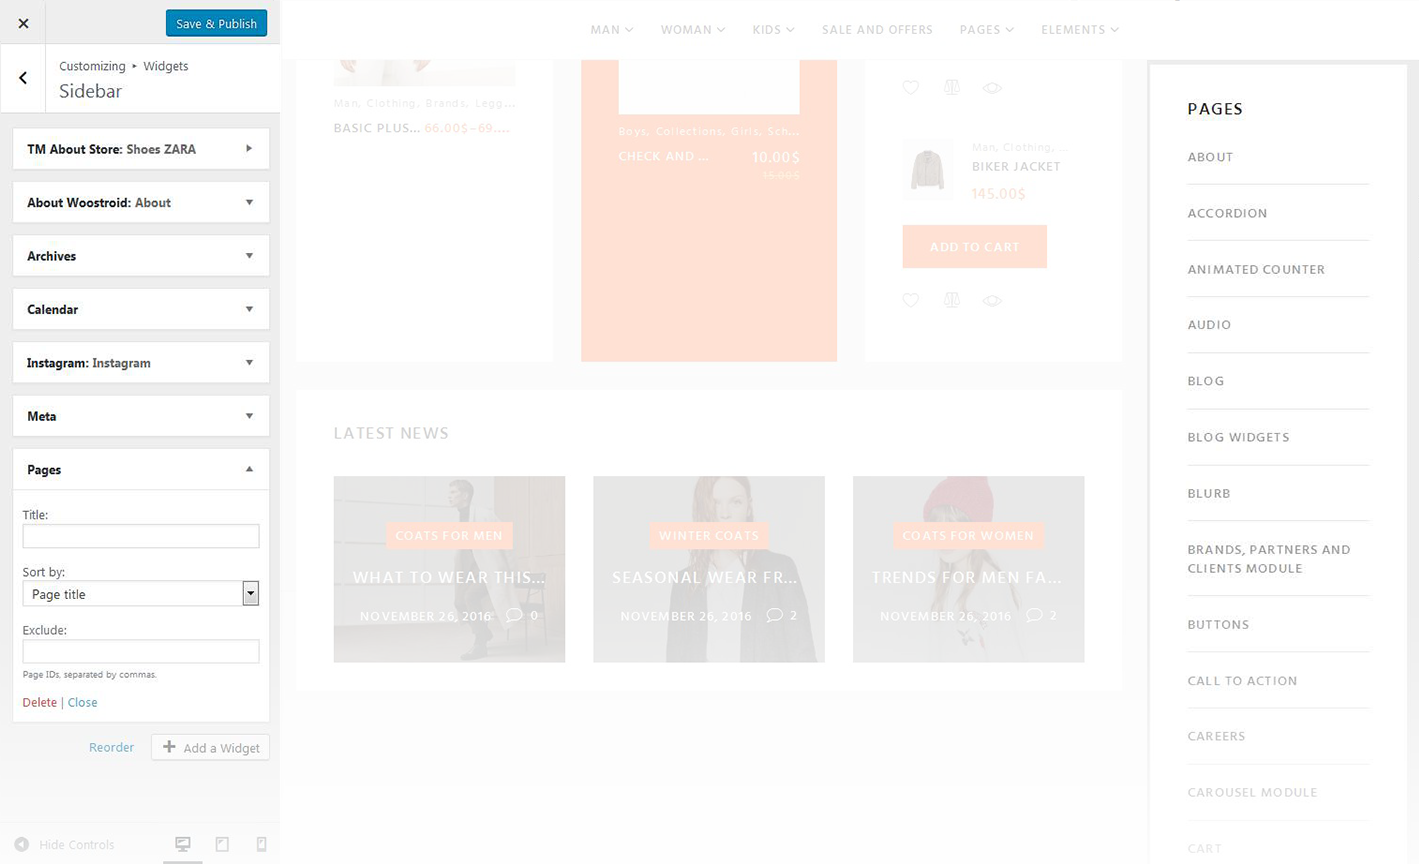 Save & Publish
Customizing ▸ Widgets
Sidebar
TM About Store: Shoes ZARA
About Woostroid: About
Archives
Calendar
Instagram: Instagram
Meta
Pages
Title:
Sort by:
Page title
Exclude:
Page IDs, separated by commas.
Delete | Close
Reorder
Add a Widget
Hide Controls
MAN
WOMAN
KIDS
SALE AND OFFERS
PAGES
ELEMENTS
Man, Clothing, Brands, Legg...
BASIC PLUS... 66.00$–69....
Boys, Collections, Girls, Sch...
CHECK AND ...
10.00$
Man, Clothing, ...
BIKER JACKET
145.00$
ADD TO CART
LATEST NEWS
COATS FOR MEN
WHAT TO WEAR THIS...
NOVEMBER 26, 2016
0
WINTER COATS
SEASONAL WEAR FR...
NOVEMBER 26, 2016
2
COATS FOR WOMEN
TRENDS FOR MEN FA...
NOVEMBER 26, 2016
2
PAGES
ABOUT
ACCORDION
ANIMATED COUNTER
AUDIO
BLOG
BLOG WIDGETS
BLURB
BRANDS, PARTNERS AND
CLIENTS MODULE
BUTTONS
CALL TO ACTION
CAREERS
CAROUSEL MODULE
CART